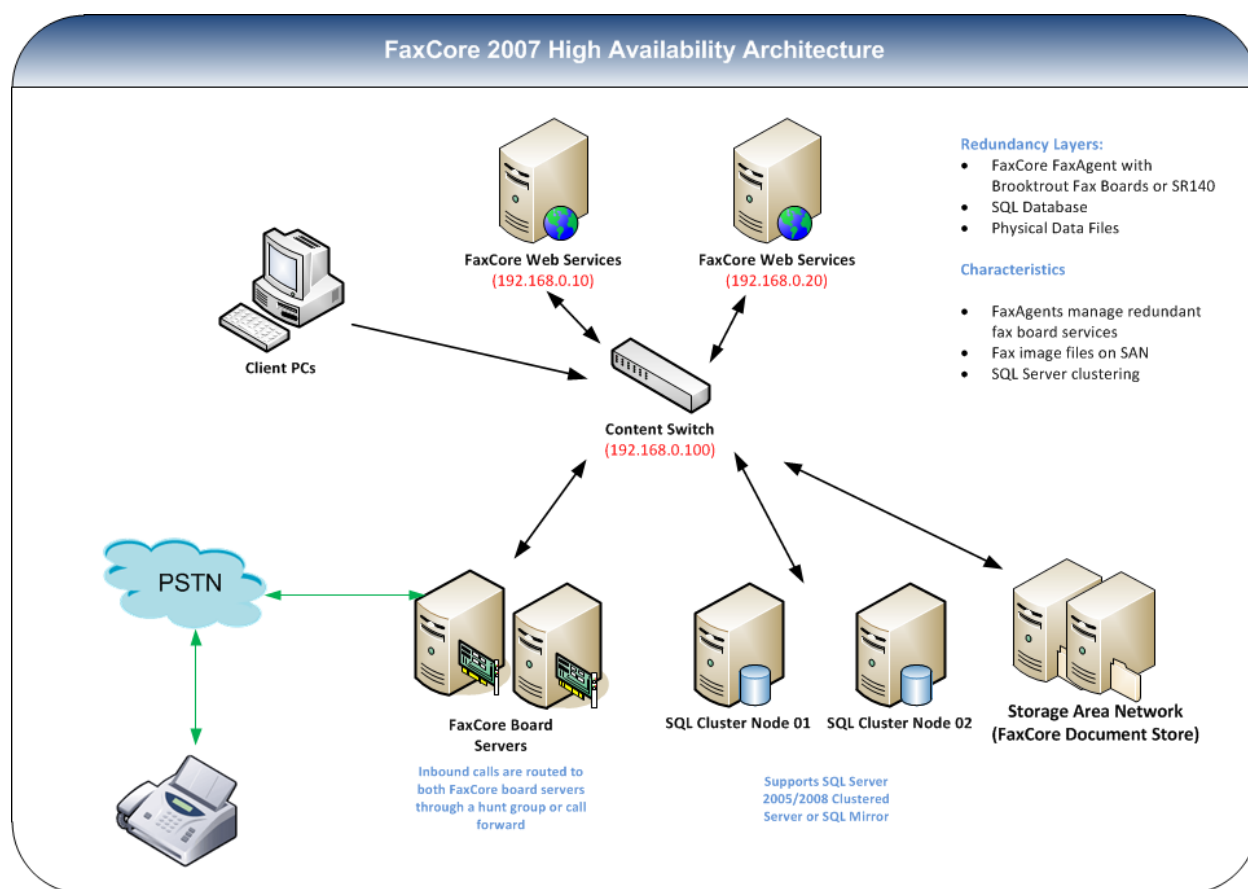 FaxCore 2007 High Availability Architecture
FaxCore Web Services
(192.168.0.10)
FaxCore Web Services
(192.168.0.20)
Redundancy Layers:
• FaxCore FaxAgent with
Brooktrout Fax Boards or SR140
• SQL Database
• Physical Data Files
Characteristics
• FaxAgents manage redundant
fax board services
• Fax image files on SAN
• SQL Server clustering
Client PCs
Content Switch
(192.168.0.100)
PSTN
FaxCore Board
Servers
Inbound calls are routed to
both FaxCore board servers
through a hunt group or call
forward
SQL Cluster Node 01
SQL Cluster Node 02
Supports SQL Server
2005/2008 Clustered
Server or SQL Mirror
Storage Area Network
(FaxCore Document Store)